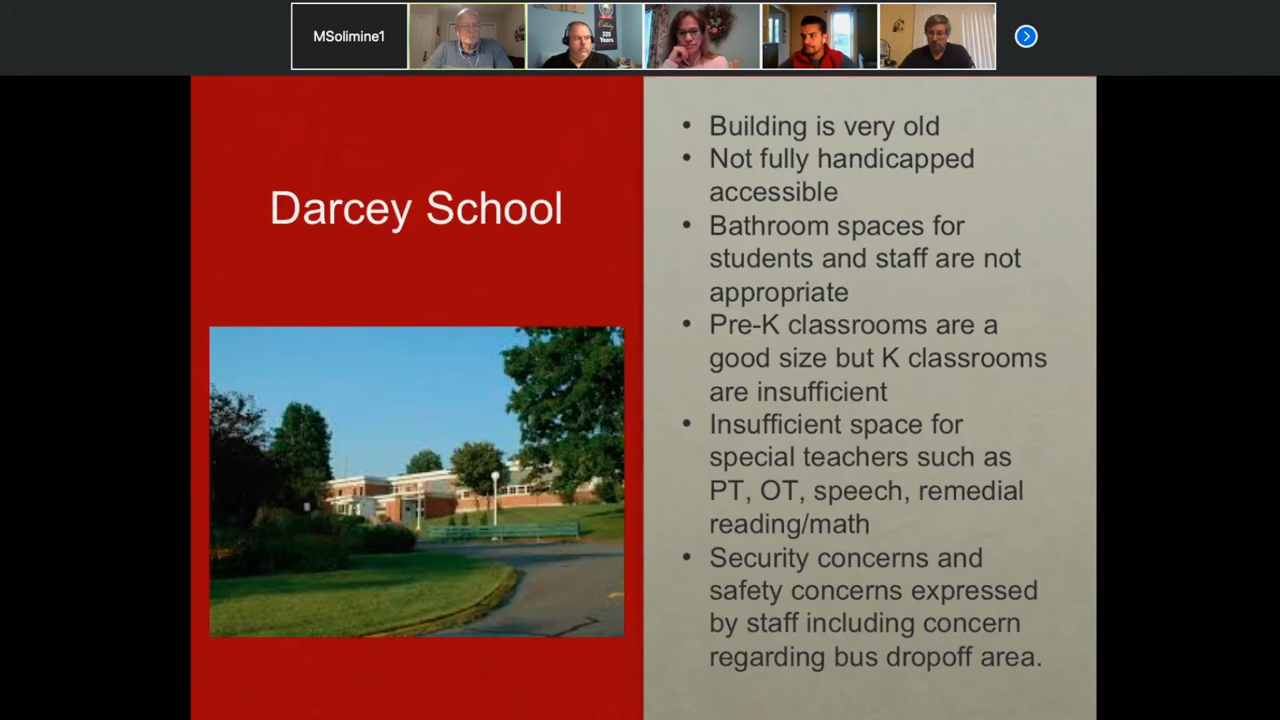 MSolimine1
325
Years
Darcey School
• Building is very old
• Not fully handicapped
accessible
• Bathroom spaces for
students and staff are not
appropriate
• Pre-K classrooms are a
good size but K classrooms
are insufficient
• Insufficient space for
special teachers such as
PT, OT, speech, remedial
reading/math
• Security concerns and
safety concerns expressed
by staff including concern
regarding bus dropoff area.